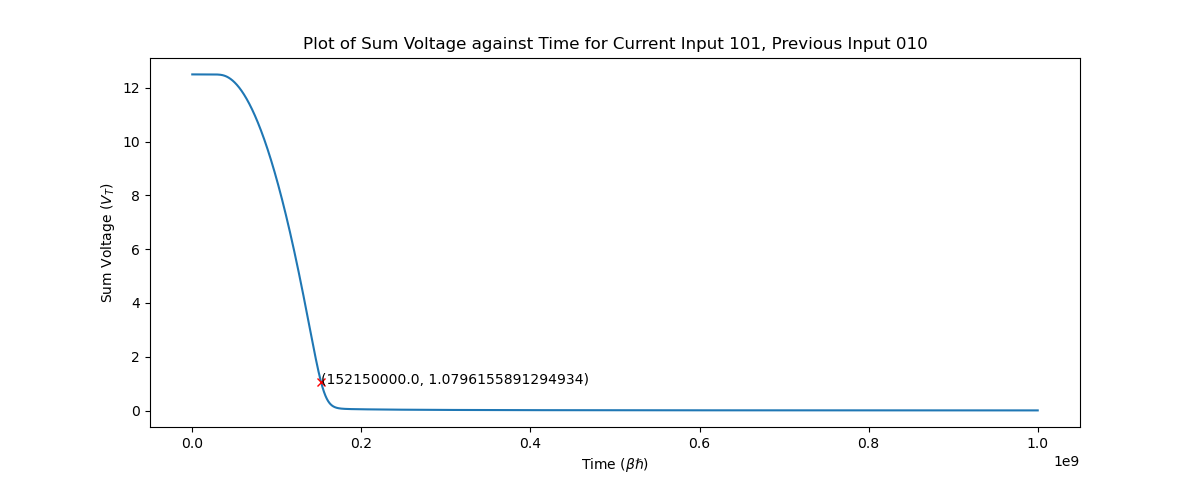 Plot of Sum Voltage against Time for Current Input 101, Previous Input 010
Sum Voltage (V_T)
12
10
8
6
4
2
0
(152150000.0, 1.0796155891294934)
0.0 0.2 0.4 0.6 0.8 1.0
1e9
Time (βℏ)